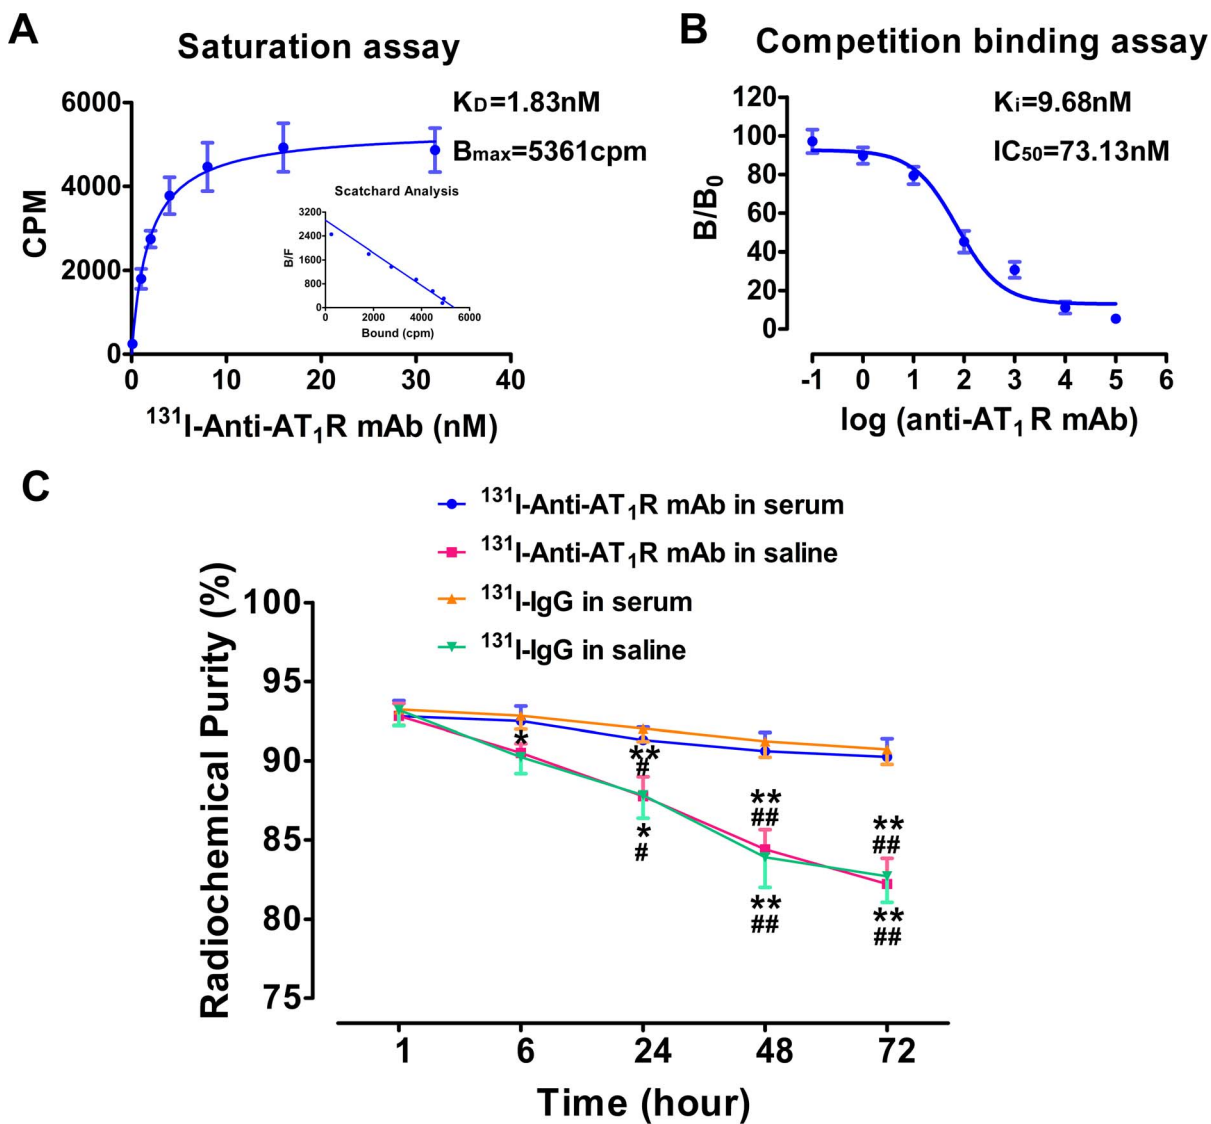 A
Saturation assay
6000
4000
2000
0
CPM
K_D=1.83nM
B_max=5361cpm
Scatchard Analysis
3200
2400
1600
800
0
B/F
0 2000 4000 6000
Bound (cpm)
0 10 20 30 40
¹³¹I-Anti-AT₁R mAb (nM)
B
Competition binding assay
120
100
80
60
40
20
0
B/B₀
Kᵢ=9.68nM
IC₅₀=73.13nM
-1 0 1 2 3 4 5 6
log (anti-AT₁ R mAb)
C
¹³¹I-Anti-AT₁R mAb in serum
¹³¹I-Anti-AT₁R mAb in saline
¹³¹I-IgG in serum
¹³¹I-IgG in saline
100
95
90
85
80
75
Radiochemical Purity (%)
*
**
#
*
#
**
##
**
##
**
##
**
##
1 6 24 48 72
Time (hour)